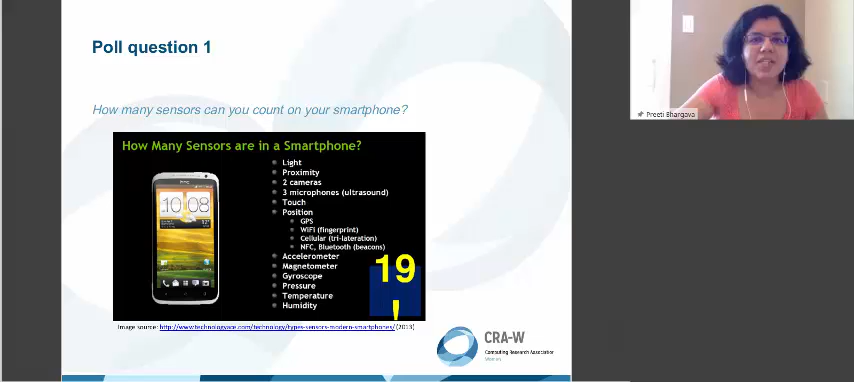 Poll question 1
How many sensors can you count on your smartphone?
How Many Sensors are in a Smartphone?
Light
Proximity
2 cameras
3 microphones (ultrasound)
Touch
Position
GPS
WiFi (fingerprint)
Cellular (tri-lateration)
NFC, Bluetooth (beacons)
Accelerometer
Magnetometer
Gyroscope
Pressure
Temperature
Humidity
19
!
htc
10:08
Image source: http://www.technologyace.com/technology/types-sensors-modern-smartphones/ (2013)
CRA-W
Computing Research Association
Women
Preeti Bhargava